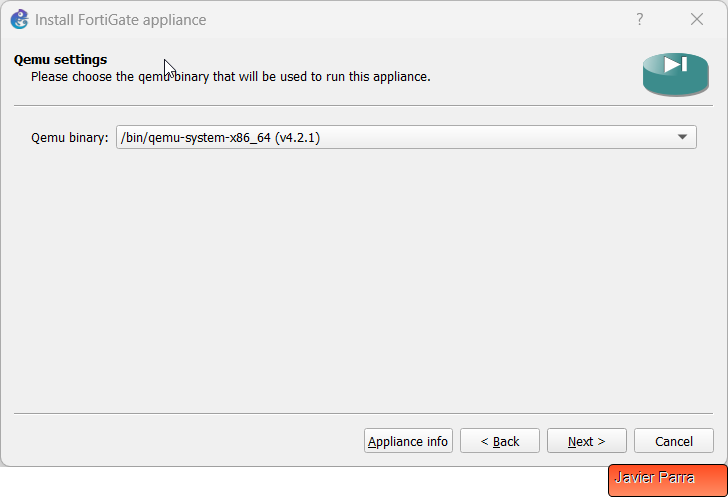 Install FortiGate appliance
?
Qemu settings
Please choose the qemu binary that will be used to run this appliance.
Qemu binary: /bin/qemu-system-x86_64 (v4.2.1)
Appliance info < Back Next > Cancel
Javier Parra